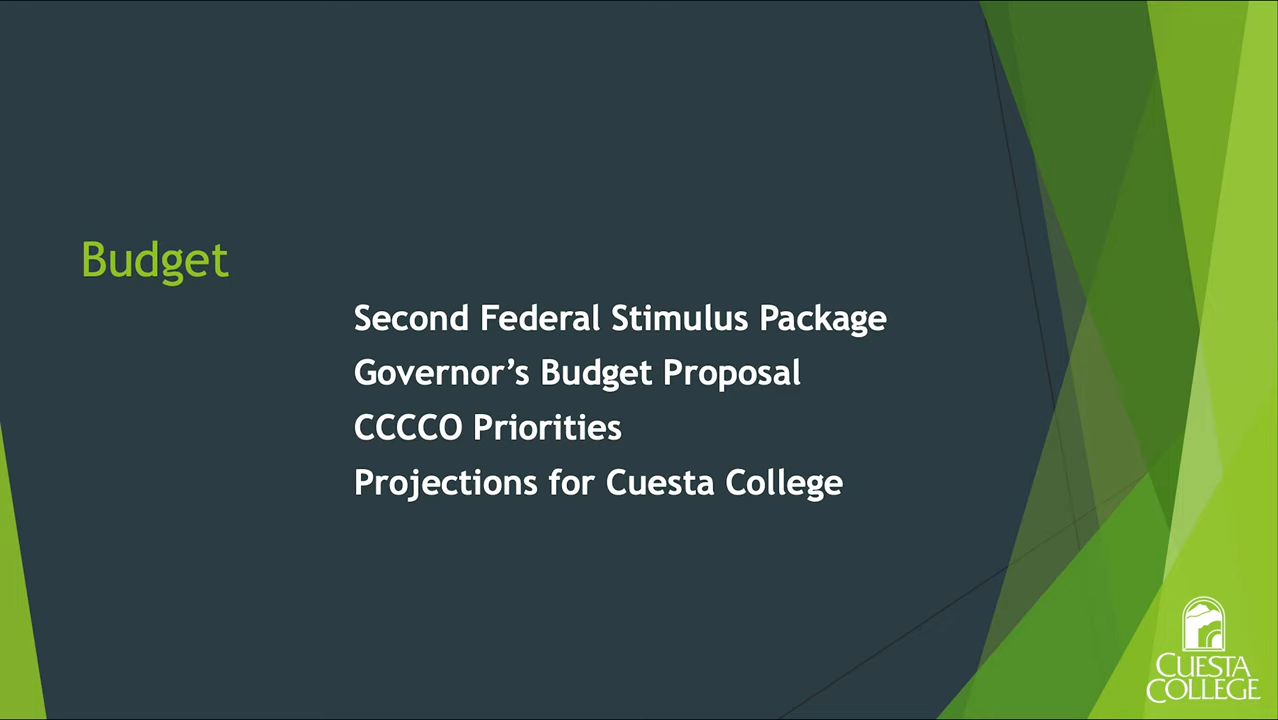 Budget
Second Federal Stimulus Package
Governor’s Budget Proposal
CCCCO Priorities
Projections for Cuesta College
CUESTA
COLLEGE